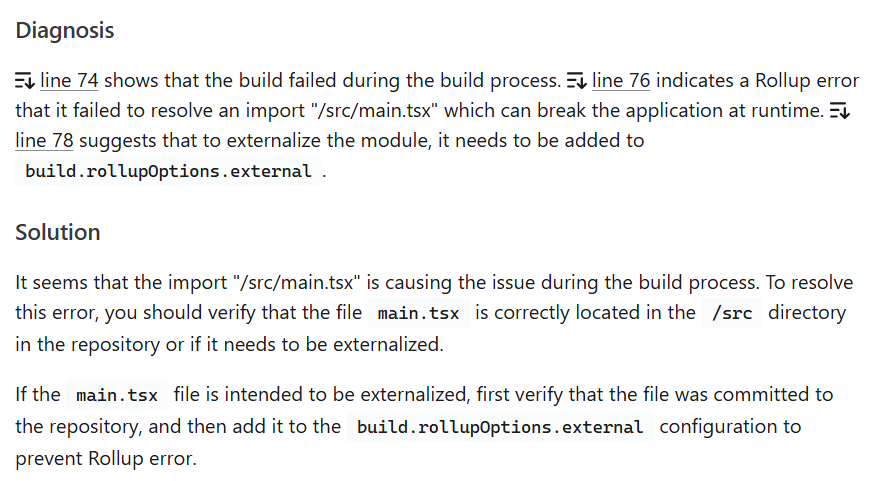 Diagnosis
line 74 shows that the build failed during the build process. line 76 indicates a Rollup error
that it failed to resolve an import "/src/main.tsx" which can break the application at runtime.
line 78 suggests that to externalize the module, it needs to be added to
build.rollupOptions.external .
Solution
It seems that the import "/src/main.tsx" is causing the issue during the build process. To resolve
this error, you should verify that the file main.tsx is correctly located in the /src directory
in the repository or if it needs to be externalized.
If the main.tsx file is intended to be externalized, first verify that the file was committed to
the repository, and then add it to the build.rollupOptions.external configuration to
prevent Rollup error.